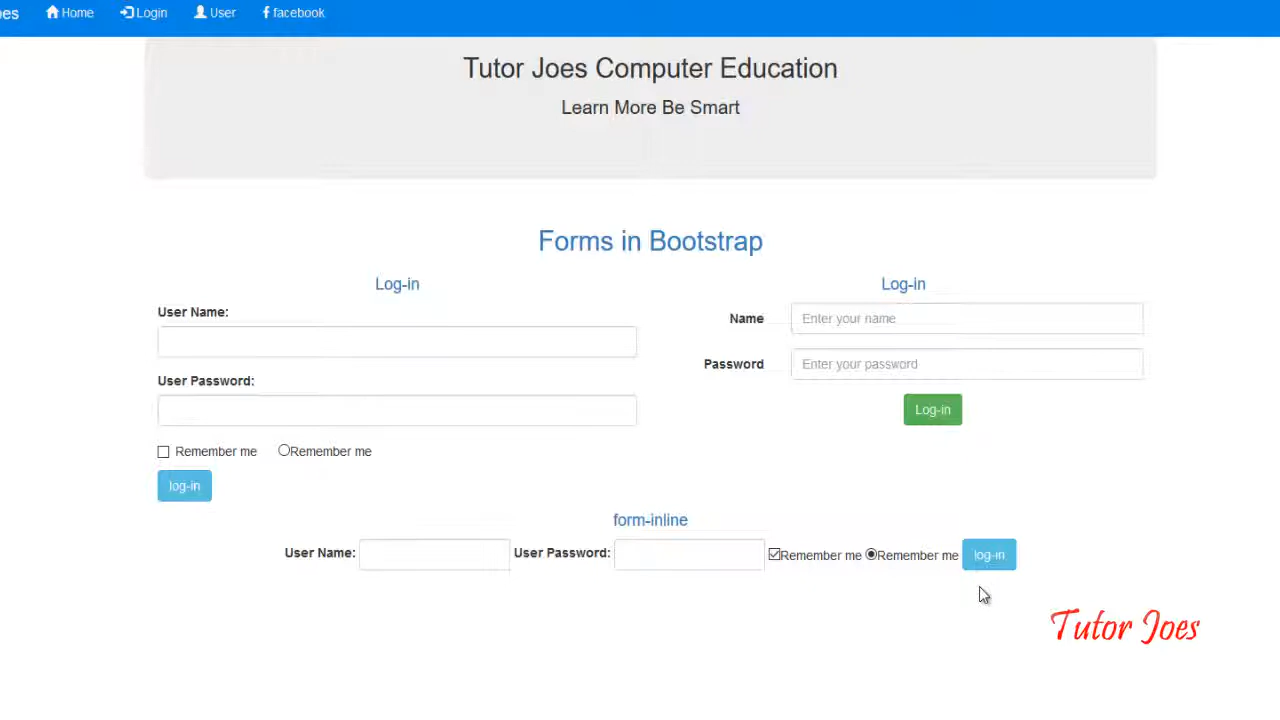 oes Home Login User facebook
Tutor Joes Computer Education
Learn More Be Smart
Forms in Bootstrap
Log-in
User Name:
User Password:
Remember me Remember me
log-in
Log-in
Name Enter your name
Password Enter your password
Log-in
form-inline
User Name: User Password: Remember me Remember me log-in
Tutor Joes